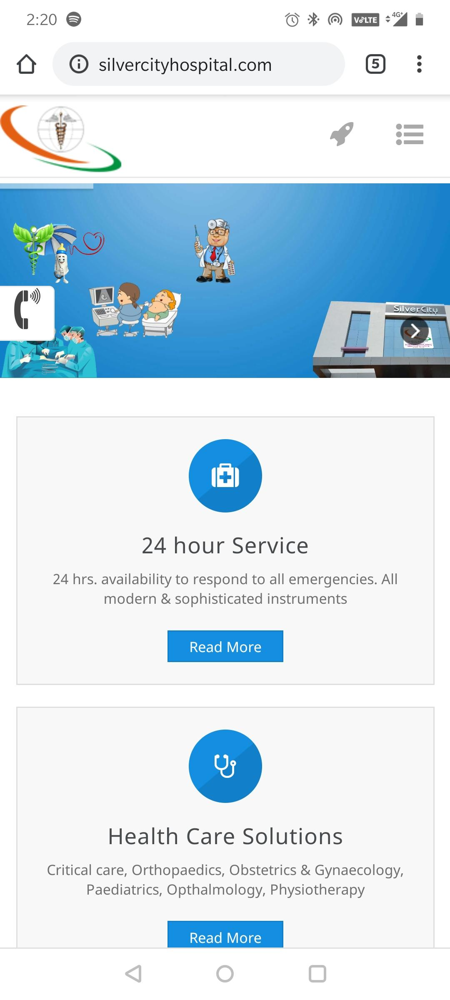 2:20
VoLTE
4G+
silvercityhospital.com
5
SilverCity
24 hour Service
24 hrs. availability to respond to all emergencies. All
modern & sophisticated instruments
Read More
Health Care Solutions
Critical care, Orthopaedics, Obstetrics & Gynaecology,
Paediatrics, Opthalmology, Physiotherapy
Read More